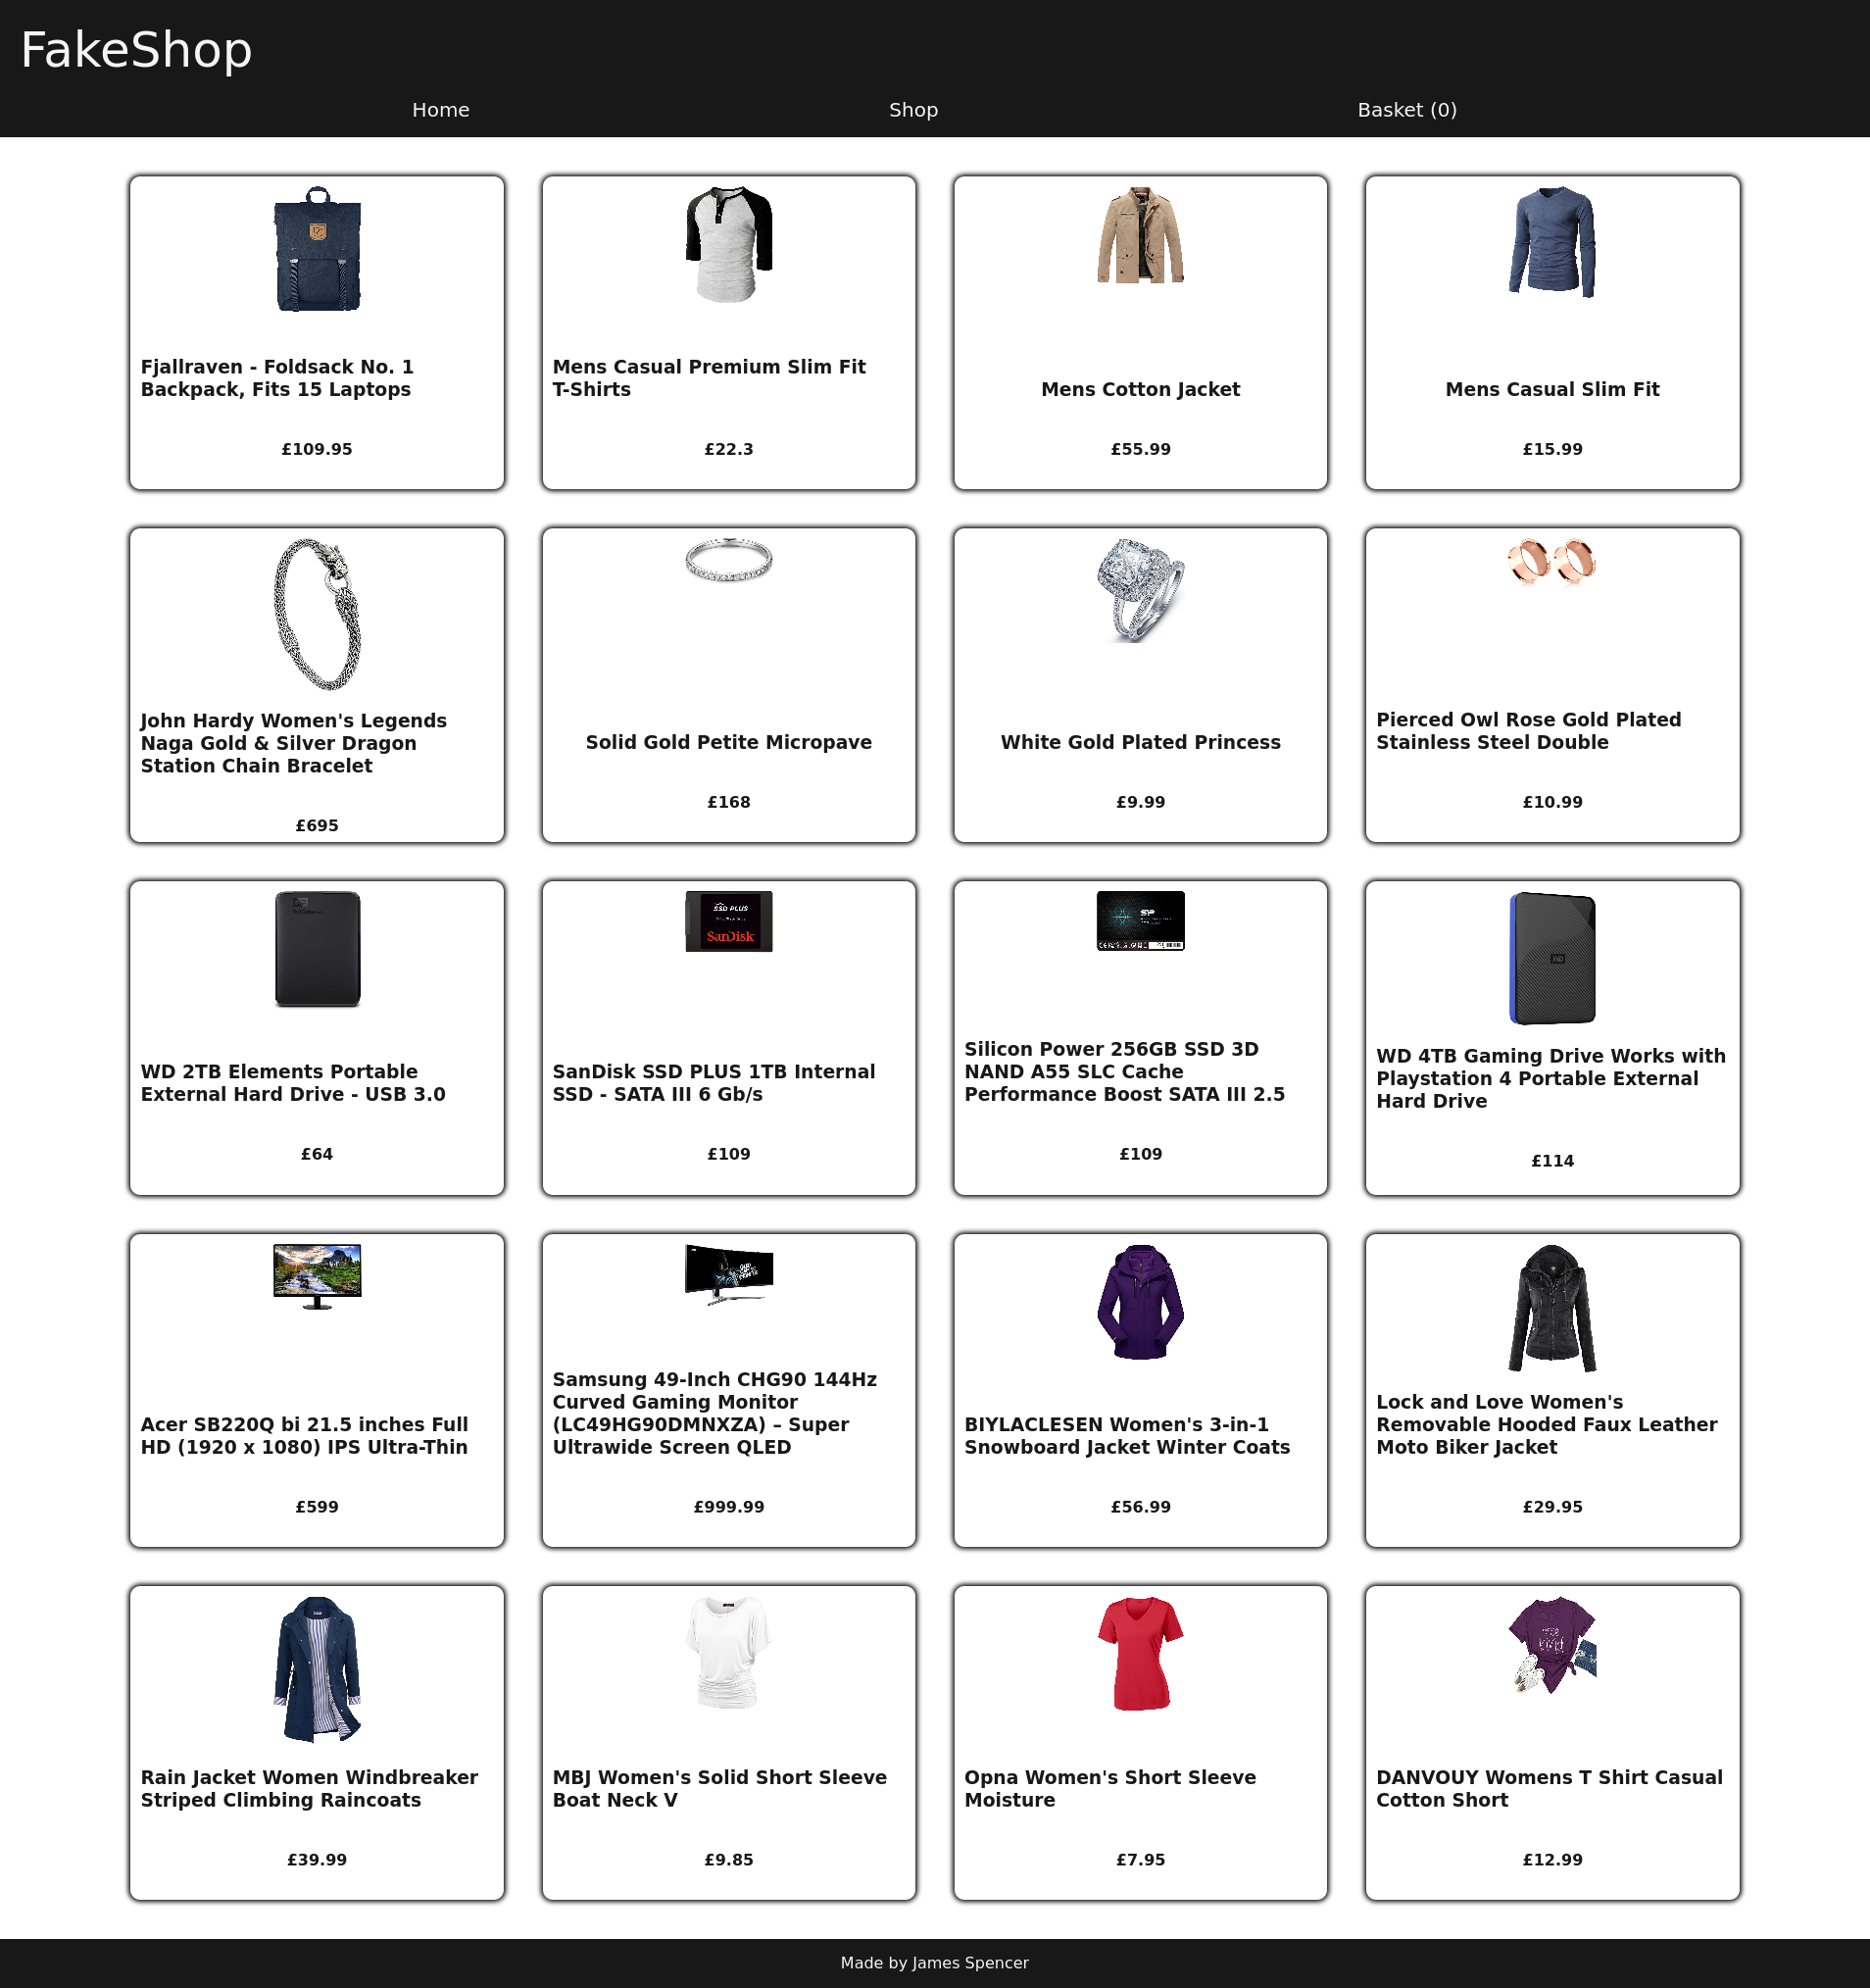 FakeShop
Home
Shop
Basket (0)
Fjallraven - Foldsack No. 1
Backpack, Fits 15 Laptops
£109.95
Mens Casual Premium Slim Fit
T-Shirts
£22.3
Mens Cotton Jacket
£55.99
Mens Casual Slim Fit
£15.99
John Hardy Women's Legends
Naga Gold & Silver Dragon
Station Chain Bracelet
£695
Solid Gold Petite Micropave
£168
White Gold Plated Princess
£9.99
Pierced Owl Rose Gold Plated
Stainless Steel Double
£10.99
WD 2TB Elements Portable
External Hard Drive - USB 3.0
£64
SSD PLUS
SanDisk
SanDisk SSD PLUS 1TB Internal
SSD - SATA III 6 Gb/s
£109
SP
Silicon Power 256GB SSD 3D
NAND A55 SLC Cache
Performance Boost SATA III 2.5
£109
WD
WD 4TB Gaming Drive Works with
Playstation 4 Portable External
Hard Drive
£114
Acer SB220Q bi 21.5 inches Full
HD (1920 x 1080) IPS Ultra-Thin
£599
Samsung 49-Inch CHG90 144Hz
Curved Gaming Monitor
(LC49HG90DMNXZA) – Super
Ultrawide Screen QLED
£999.99
BIYLACLESEN Women's 3-in-1
Snowboard Jacket Winter Coats
£56.99
Lock and Love Women's
Removable Hooded Faux Leather
Moto Biker Jacket
£29.95
Rain Jacket Women Windbreaker
Striped Climbing Raincoats
£39.99
MBJ Women's Solid Short Sleeve
Boat Neck V
£9.85
Opna Women's Short Sleeve
Moisture
£7.95
DANVOUY Womens T Shirt Casual
Cotton Short
£12.99
Made by James Spencer